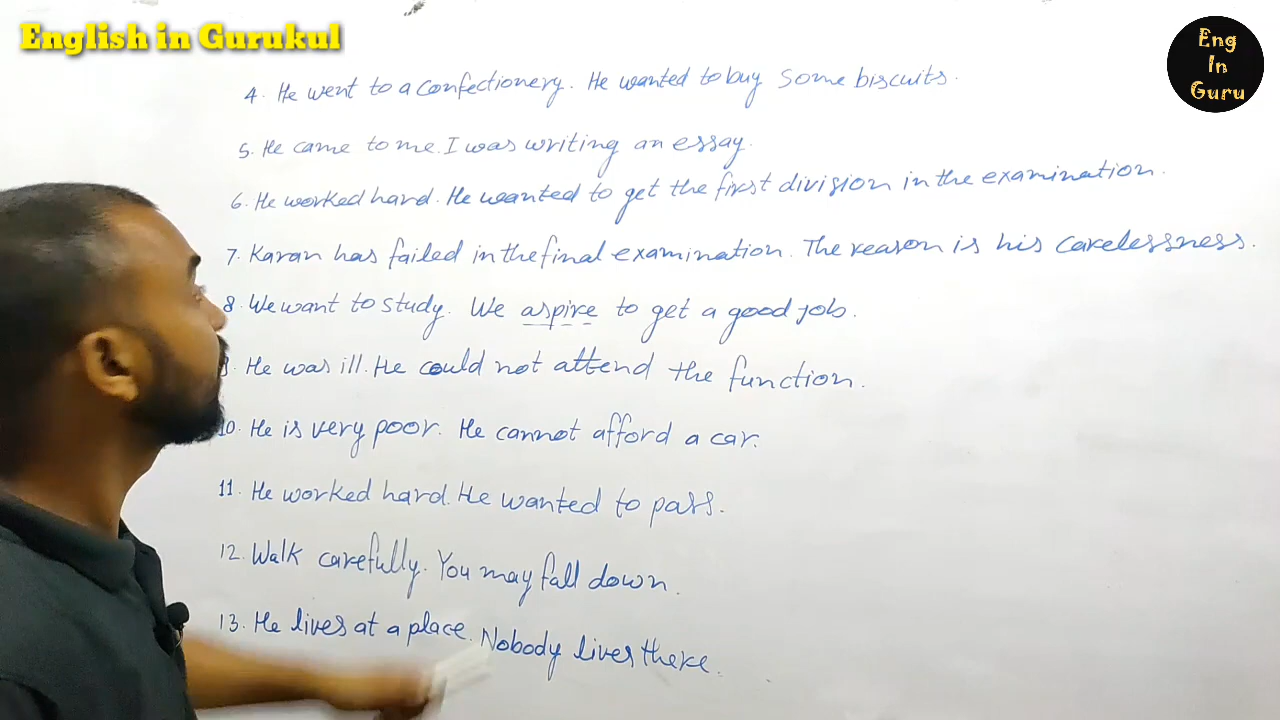 English in Gurukul
Eng
In
Guru
4. He went to a confectionery. He wanted to buy some biscuits.
5. He came to me. I was writing an essay.
6. He worked hard. He wanted to get the first division in the examination.
7. Karan has failed in the final examination. The reason is his carelessness.
8. We want to study. We aspire to get a good job.
He was ill. He could not attend the function.
10. He is very poor. He cannot afford a car.
11. He worked hard. He wanted to pass.
12. Walk carefully. You may fall down.
13. He lives at a place. Nobody lives there.